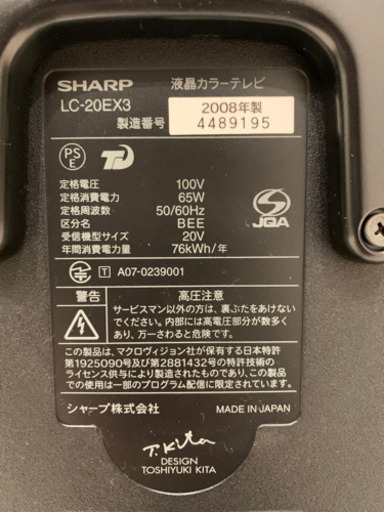 SHARP 液晶カラーテレビ
LC-20EX3 2008年製
製造番号 4489195
PS
E
定格電圧 100V
定格消費電力 65W
定格周波数 50/60Hz
区分名 BEE
受信機型サイズ 20V
年間消費電力量 76kWh/年
JQA
T A07-0239001
警告 高圧注意
サービスマン以外の方は、裏ぶたをあけないで
ください。内部には高電圧部分が数多く
あり、万一さわると危険です。
この製品は、マクロヴィジョン社が保有する日本特許
第1925090号及び第2881432号の特許技術の
ライセンス供与により製造されており、この製品
での使用は一部のプログラム配信に限定されています。
シャープ株式会社 MADE IN JAPAN
T. Kita
DESIGN
TOSHIYUKI KITA